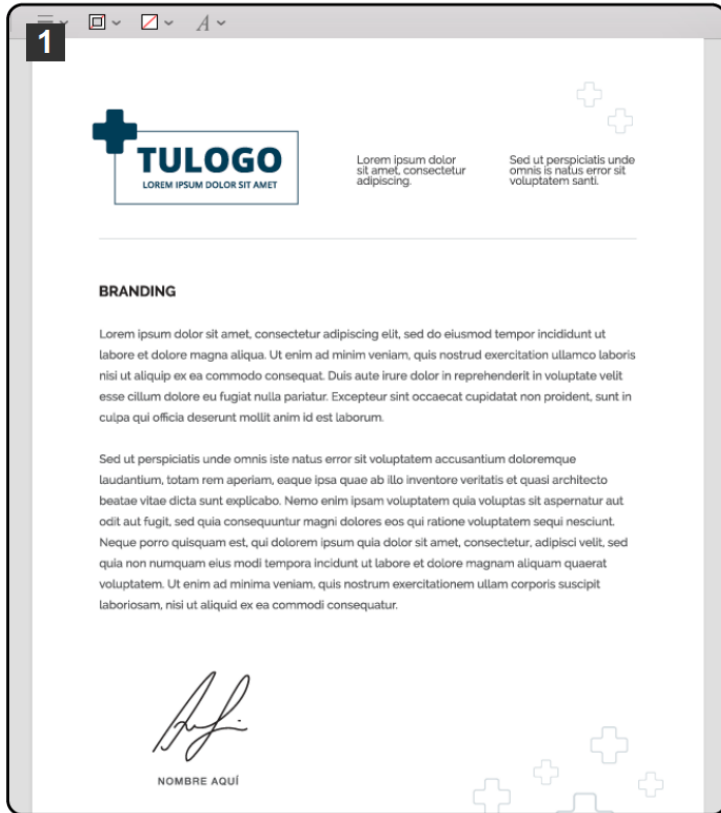 1
A
TULOGO
LOREM IPSUM DOLOR SIT AMET
Lorem ipsum dolor
sit amet, consectetur
adipiscing.
Sed ut perspiciatis unde
omnis is natus error sit
voluptatem santi.
BRANDING
Lorem ipsum dolor sit amet, consectetur adipiscing elit, sed do eiusmod tempor incididunt ut
labore et dolore magna aliqua. Ut enim ad minim veniam, quis nostrud exercitation ullamco laboris
nisi ut aliquip ex ea commodo consequat. Duis aute irure dolor in reprehenderit in voluptate velit
esse cillum dolore eu fugiat nulla pariatur. Excepteur sint occaecat cupidatat non proident, sunt in
culpa qui officia deserunt mollit anim id est laborum.
Sed ut perspiciatis unde omnis iste natus error sit voluptatem accusantium doloremque
laudantium, totam rem aperiam, eaque ipsa quae ab illo inventore veritatis et quasi architecto
beatae vitae dicta sunt explicabo. Nemo enim ipsam voluptatem quia voluptas sit aspernatur aut
odit aut fugit, sed quia consequuntur magni dolores eos qui ratione voluptatem sequi nesciunt.
Neque porro quisquam est, qui dolorem ipsum quia dolor sit amet, consectetur, adipisci velit, sed
quia non numquam eius modi tempora incidunt ut labore et dolore magnam aliquam quaerat
voluptatem. Ut enim ad minima veniam, quis nostrum exercitationem ullam corporis suscipit
laboriosam, nisi ut aliquid ex ea commodi consequatur.
NOMBRE AQUÍ